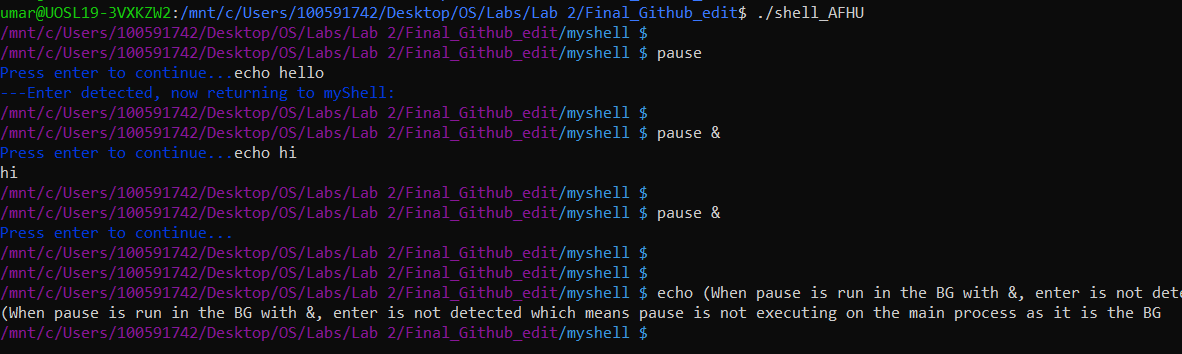 umar@UOSL19-3VXKZW2:/mnt/c/Users/100591742/Desktop/OS/Labs/Lab 2/Final_Github_edit$ ./shell_AFHU
/mnt/c/Users/100591742/Desktop/OS/Labs/Lab 2/Final_Github_edit/myshell $
/mnt/c/Users/100591742/Desktop/OS/Labs/Lab 2/Final_Github_edit/myshell $ pause
Press enter to continue...echo hello
---Enter detected, now returning to myShell:
/mnt/c/Users/100591742/Desktop/OS/Labs/Lab 2/Final_Github_edit/myshell $
/mnt/c/Users/100591742/Desktop/OS/Labs/Lab 2/Final_Github_edit/myshell $ pause &
Press enter to continue...echo hi
hi
/mnt/c/Users/100591742/Desktop/OS/Labs/Lab 2/Final_Github_edit/myshell $
/mnt/c/Users/100591742/Desktop/OS/Labs/Lab 2/Final_Github_edit/myshell $ pause &
Press enter to continue...
/mnt/c/Users/100591742/Desktop/OS/Labs/Lab 2/Final_Github_edit/myshell $
/mnt/c/Users/100591742/Desktop/OS/Labs/Lab 2/Final_Github_edit/myshell $
/mnt/c/Users/100591742/Desktop/OS/Labs/Lab 2/Final_Github_edit/myshell $ echo (When pause is run in the BG with &, enter is not
(When pause is run in the BG with &, enter is not detected which means pause is not executing on the main process as it is the BG
/mnt/c/Users/100591742/Desktop/OS/Labs/Lab 2/Final_Github_edit/myshell $